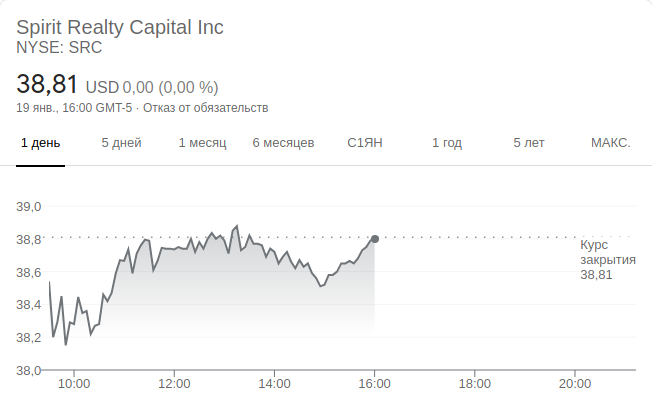 Spirit Realty Capital Inc
NYSE: SRC
38,81 USD 0,00 (0,00 %)
19 янв., 16:00 GMT-5 · Отказ от обязательств
1 день 5 дней 1 месяц 6 месяцев С1ЯН 1 год 5 лет МАКС.
39,0
38,8
Курс
закрытия
38,81
38,6
38,4
38,2
38,0
10:00 12:00 14:00 16:00 18:00 20:00